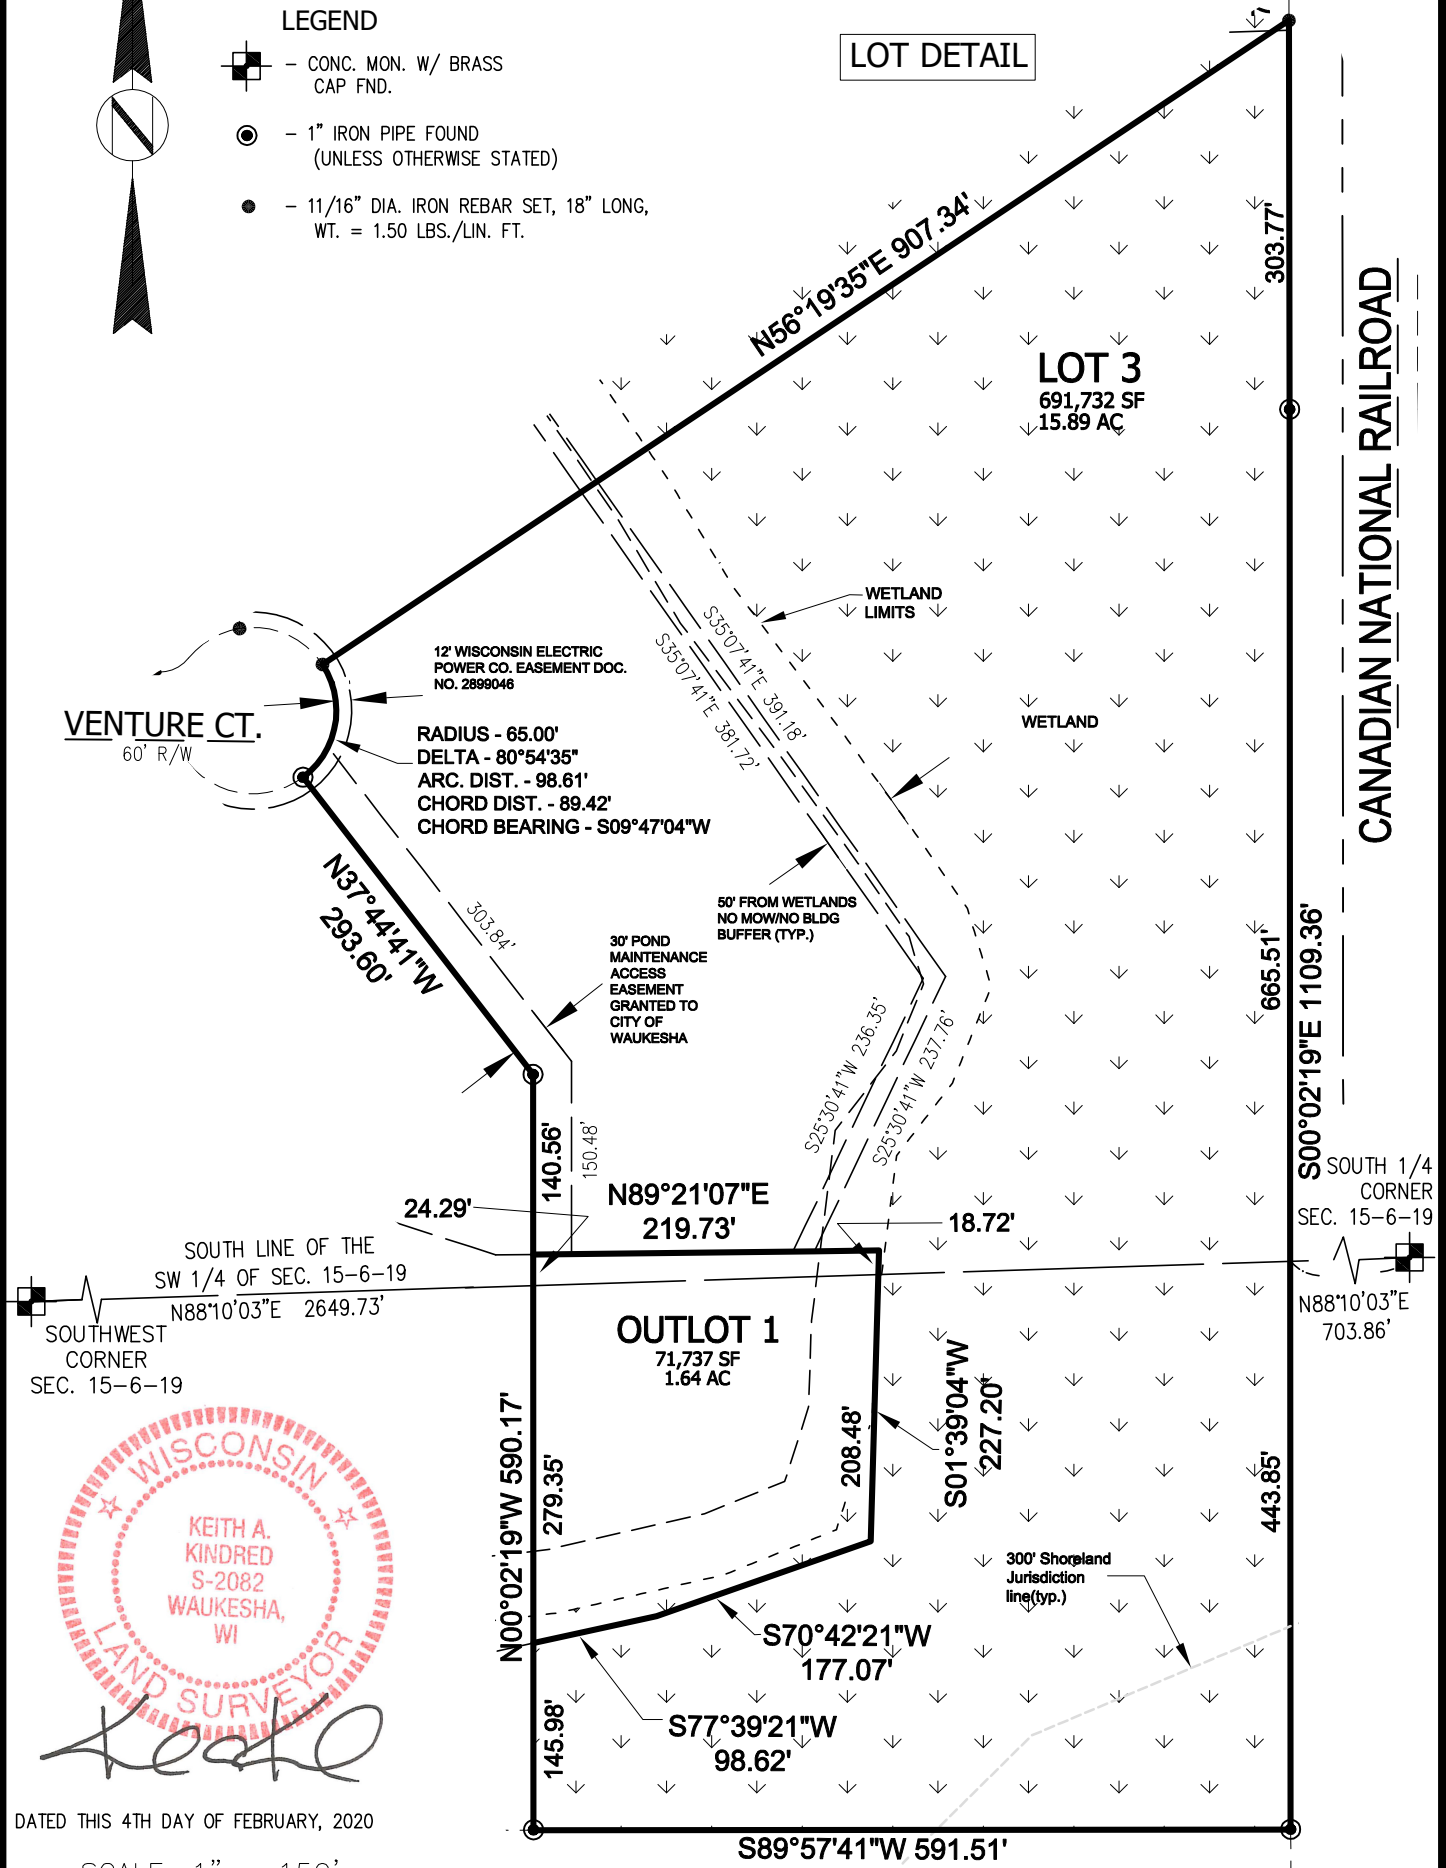 LEGEND
– CONC. MON. W/ BRASS
CAP FND.
– 1" IRON PIPE FOUND
(UNLESS OTHERWISE STATED)
– 11/16" DIA. IRON REBAR SET, 18" LONG,
WT. = 1.50 LBS./LIN. FT.
N
LOT DETAIL
N56°19'35"E 907.34'
303.77'
LOT 3
691,732 SF
15.89 AC
CANADIAN NATIONAL RAILROAD
WETLAND
LIMITS
S35°07'41"E 391.18'
S35°07'41"E 381.72'
12' WISCONSIN ELECTRIC
POWER CO. EASEMENT DOC.
NO. 2899046
VENTURE CT.
60' R/W
RADIUS - 65.00'
DELTA - 80°54'35"
ARC. DIST. - 98.61'
CHORD DIST. - 89.42'
CHORD BEARING - S09°47'04"W
WETLAND
N37°44'41"W
293.60'
303.84'
50' FROM WETLANDS
NO MOW/NO BLDG
BUFFER (TYP.)
30' POND
MAINTENANCE
ACCESS
EASEMENT
GRANTED TO
CITY OF
WAUKESHA
665.51'
S00°02'19"E 1109.36'
S25°30'41"W 236.35'
S25°30'41"W 237.76'
140.56'
150.48'
N89°21'07"E
219.73'
24.29'
18.72'
SOUTH 1/4
CORNER
SEC. 15-6-19
SOUTH LINE OF THE
SW 1/4 OF SEC. 15-6-19
N88°10'03"E 2649.73'
N88°10'03"E
703.86'
SOUTHWEST
CORNER
SEC. 15-6-19
OUTLOT 1
71,737 SF
1.64 AC
S01°39'04"W
227.20'
208.48'
N00°02'19"W 590.17'
279.35'
443.85'
WISCONSIN
KEITH A.
KINDRED
S-2082
WAUKESHA,
WI
LAND SURVEYOR
300' Shoreland
Jurisdiction
line(typ.)
S70°42'21"W
177.07'
S77°39'21"W
98.62'
145.98'
DATED THIS 4TH DAY OF FEBRUARY, 2020
S89°57'41"W 591.51'